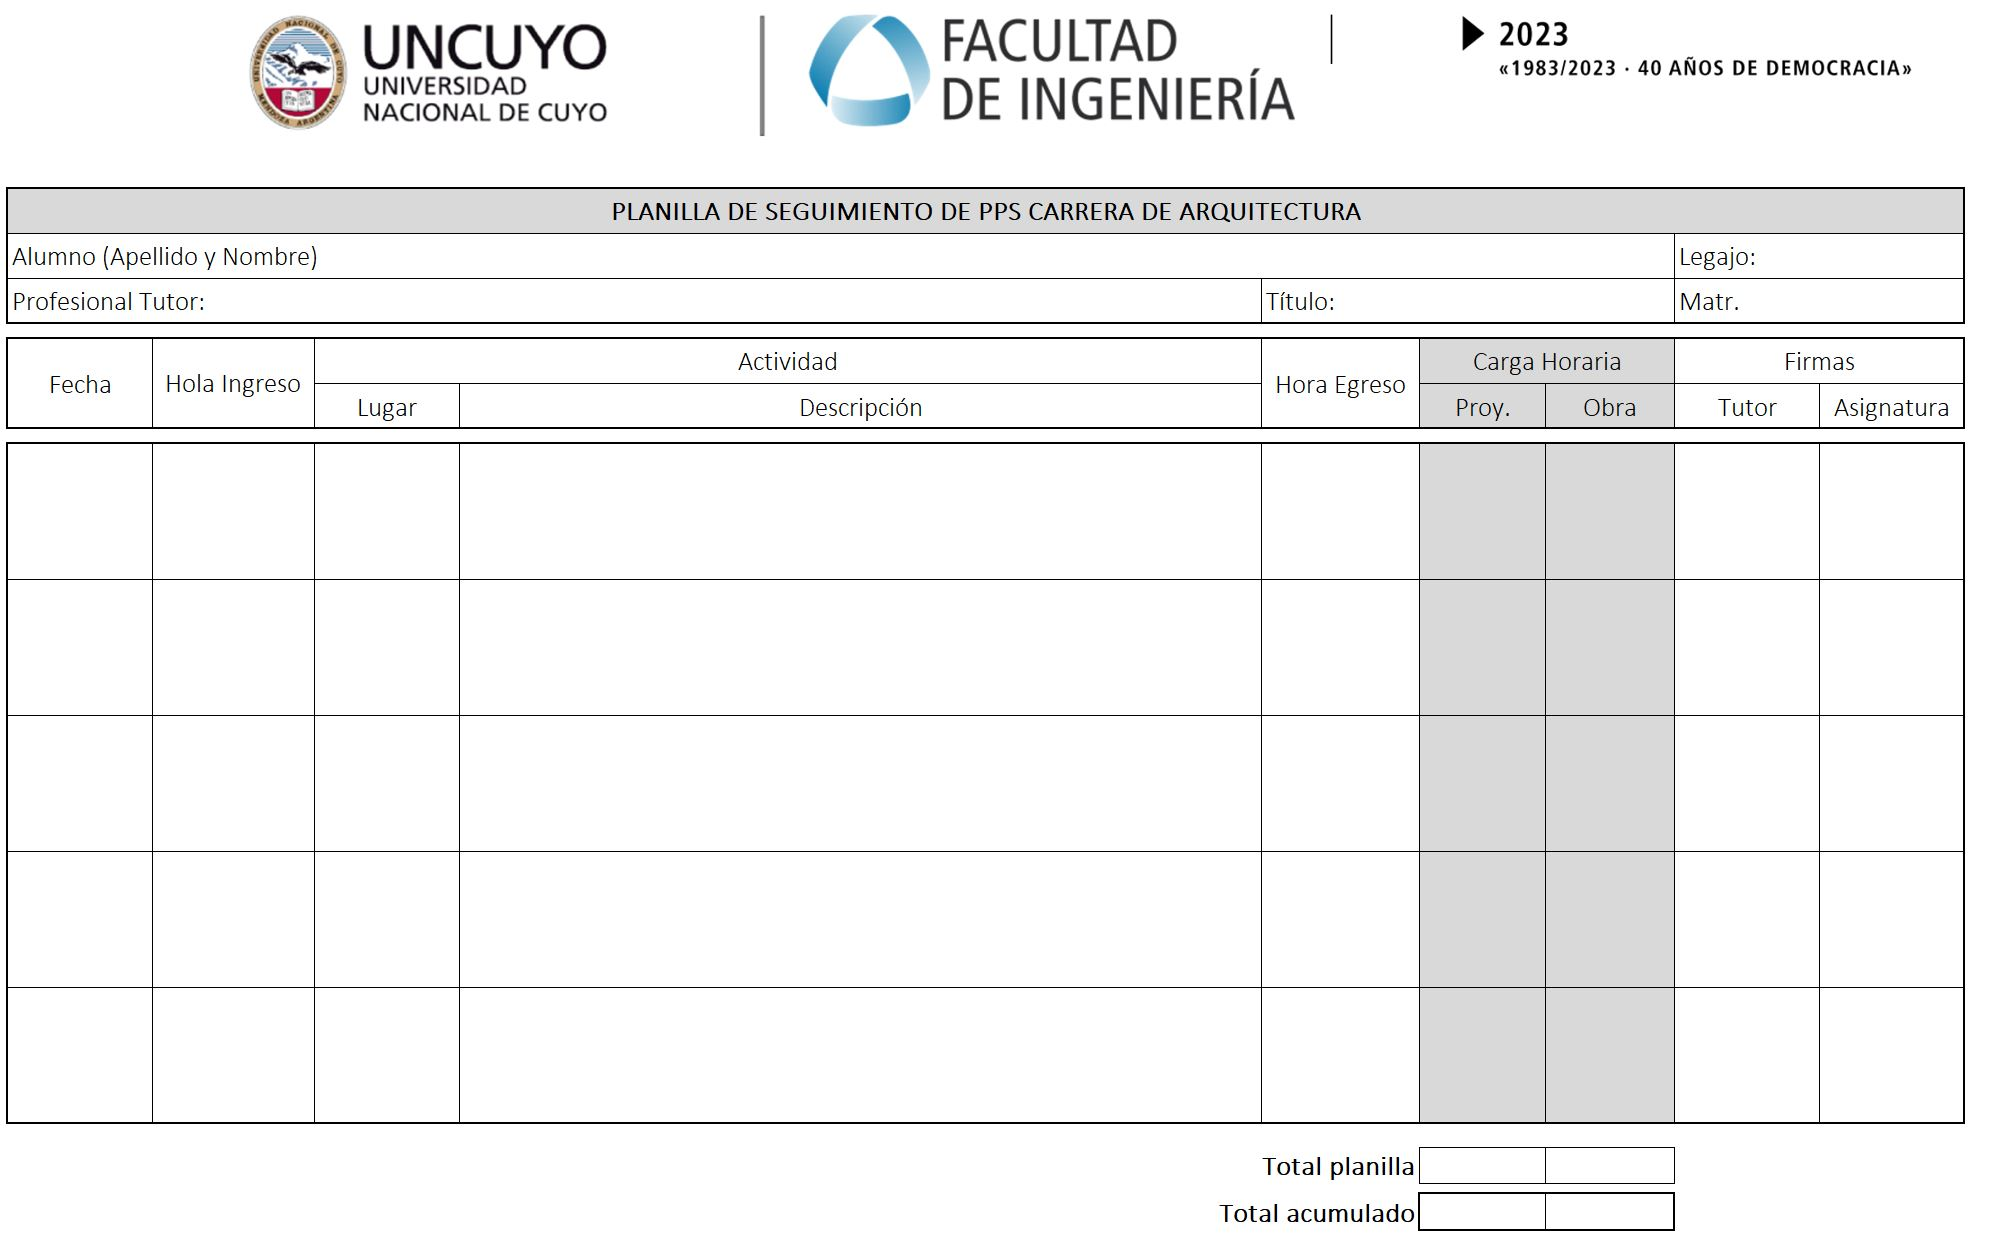 UNCUYO
UNIVERSIDAD
NACIONAL DE CUYO
FACULTAD
DE INGENIERÍA
2023
«1983/2023 · 40 AÑOS DE DEMOCRACIA»
PLANILLA DE SEGUIMIENTO DE PPS CARRERA DE ARQUITECTURA
Alumno (Apellido y Nombre) Legajo:
Profesional Tutor: Título: Matr.
Fecha Hola Ingreso Actividad Hora Egreso Carga Horaria Firmas
Lugar Descripción Proy. Obra Tutor Asignatura
Total planilla
Total acumulado